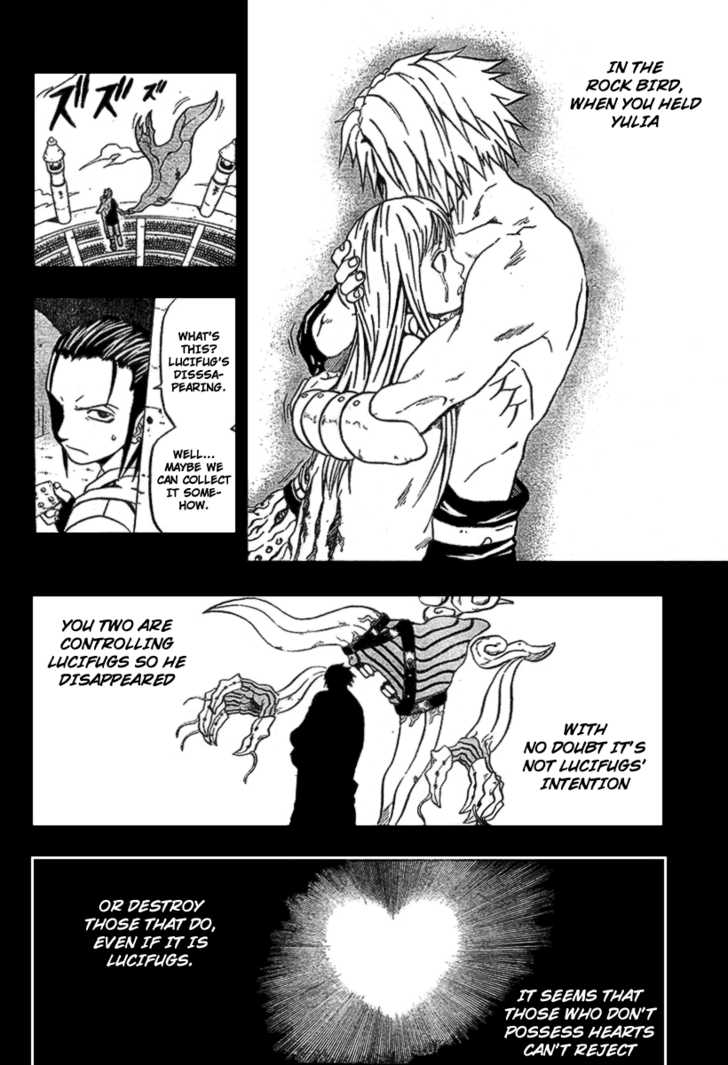 IN THE
ROCK BIRD,
WHEN YOU HELD
YULIA
ズズズ
WHAT'S
THIS?
LUCIFUG'S
DISSSA-
PEARING.
WELL...
MAYBE WE
CAN COLLECT
IT SOME-
HOW.
WITH
NO DOUBT IT'S
NOT LUCIFUGS'
INTENTION
YOU TWO ARE
CONTROLLING
LUCIFUGS SO HE
DISAPPEARED
IT SEEMS THAT
THOSE WHO DON'T
POSSESS HEARTS
CAN'T REJECT
OR DESTROY
THOSE THAT DO,
EVEN IF IT IS
LUCIFUGS.